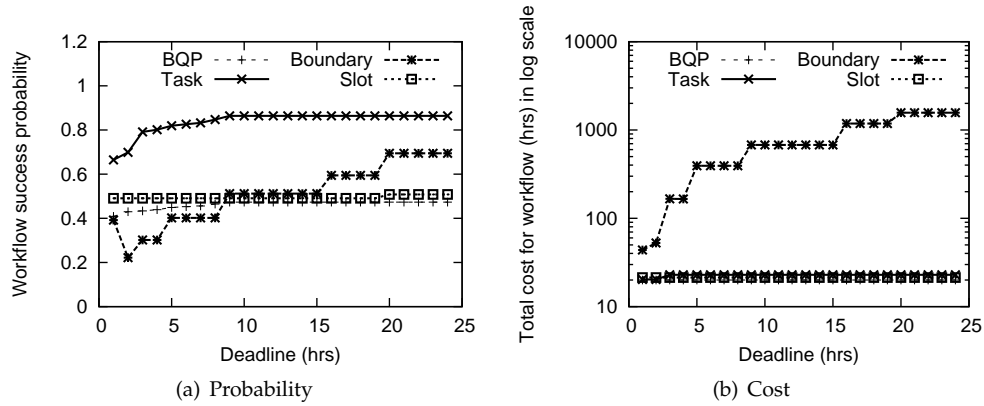 1.2
1
0.8
0.6
0.4
0.2
0
Workflow success probability
BQP
Task
Boundary
Slot
0 5 10 15 20 25
Deadline (hrs)
(a) Probability
10000
1000
100
10
Total cost for workflow (hrs) in log scale
BQP
Task
Boundary
Slot
0 5 10 15 20 25
Deadline (hrs)
(b) Cost